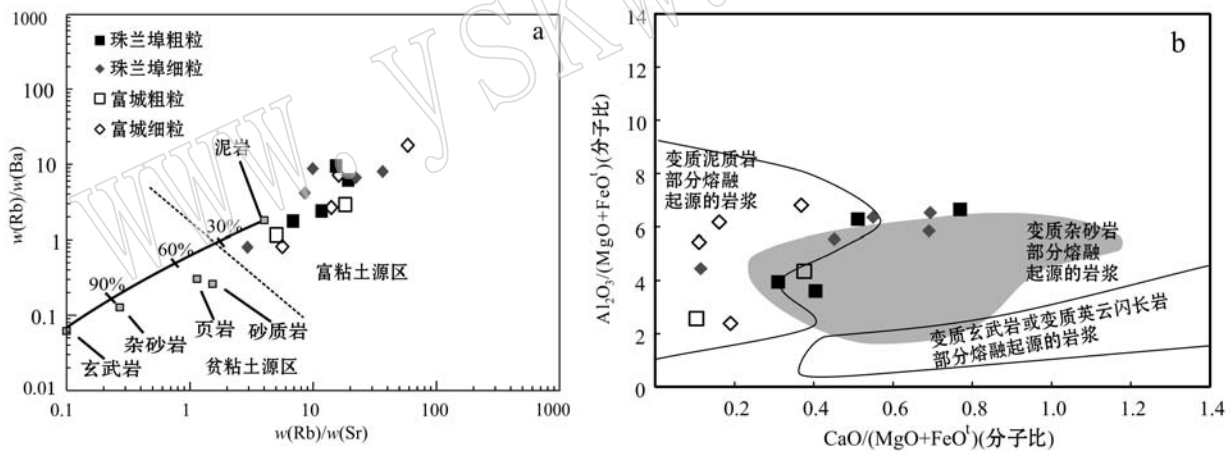 1000
100
10
1
0.1
0.01
w(Rb)/w(Ba)
a
珠兰埠粗粒
珠兰埠细粒
富城粗粒
富城细粒
泥岩
30%
60%
90%
富粘土源区
玄武岩
杂砂岩
页岩
砂质岩
贫粘土源区
0.1
1
10
100
1000
w(Rb)/w(Sr)
www.yskw.
14
12
10
8
6
4
2
0
Al₂O₃/(MgO+FeOᵗ)(分子比)
b
变质泥质岩
部分熔融
起源的岩浆
变质杂砂岩
部分熔融
起源的岩浆
变质玄武岩或变质英云闪长岩
部分熔融起源的岩浆
0.2
0.4
0.6
0.8
1.0
1.2
1.4
CaO/(MgO+FeOᵗ)(分子比)